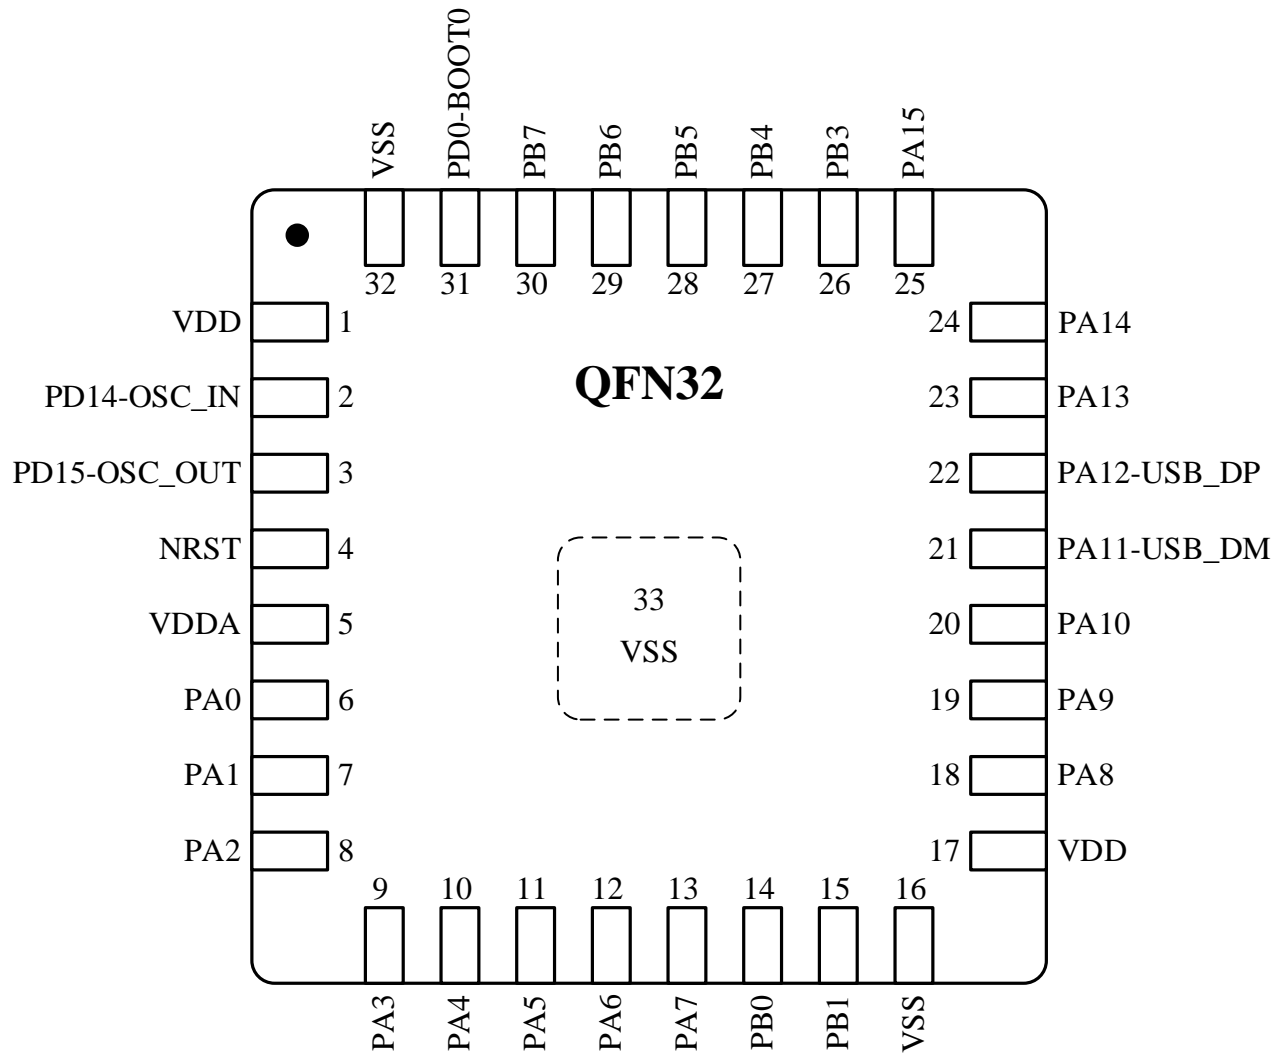 VSS
PD0-BOOT0
PB7
PB6
PB5
PB4
PB3
PA15
32 31 30 29 28 27 26 25
VDD 1 24 PA14
QFN32
PD14-OSC_IN 2 23 PA13
PD15-OSC_OUT 3 22 PA12-USB_DP
NRST 4 21 PA11-USB_DM
33
VSS
VDDA 5 20 PA10
PA0 6 19 PA9
PA1 7 18 PA8
PA2 8 17 VDD
9 10 11 12 13 14 15 16
PA3
PA4
PA5
PA6
PA7
PB0
PB1
VSS